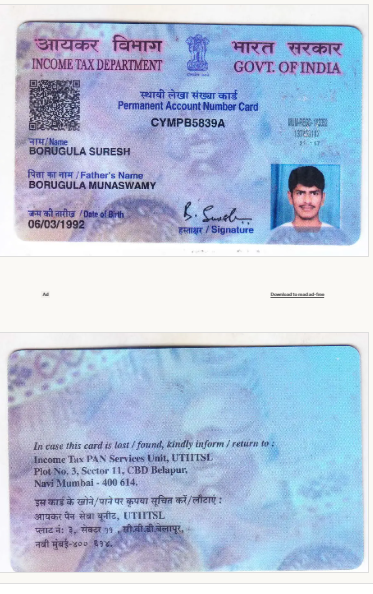 आयकर विभाग
INCOME TAX DEPARTMENT
भारत सरकार
GOVT. OF INDIA
स्थायी लेखा संख्या कार्ड
Permanent Account Number Card
CYMPB5839A
नाम / Name
BORUGULA SURESH
पिता का नाम / Father's Name
BORUGULA MUNASWAMY
जन्म की तारीख / Date of Birth
06/03/1992
B. Suresh
हस्ताक्षर / Signature
Ad
Download to read ad-free
In case this card is lost / found, kindly inform / return to :
Income Tax PAN Services Unit, UTIITSL
Plot No. 3, Sector 11, CBD Belapur,
Navi Mumbai - 400 614.
इस कार्ड के खोने/पाने पर कृपया सूचित करें/लौटाएं :
आयकर पैन सेवा यूनीट, UTIITSL
प्लाट नं: ३, सेक्टर ११ , सी.बी.डी.बेलापूर,
नवी मुंबई-४०० ६१४.